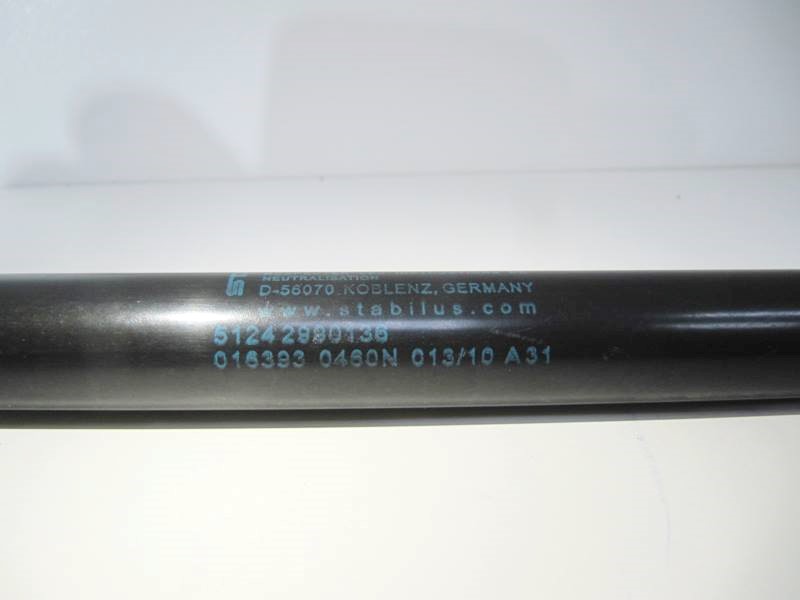 NEUTRALISATION
D-56070 KOBLENZ, GERMANY
www.stabilus.com
51242990136
016393 0460N 013/10 A31